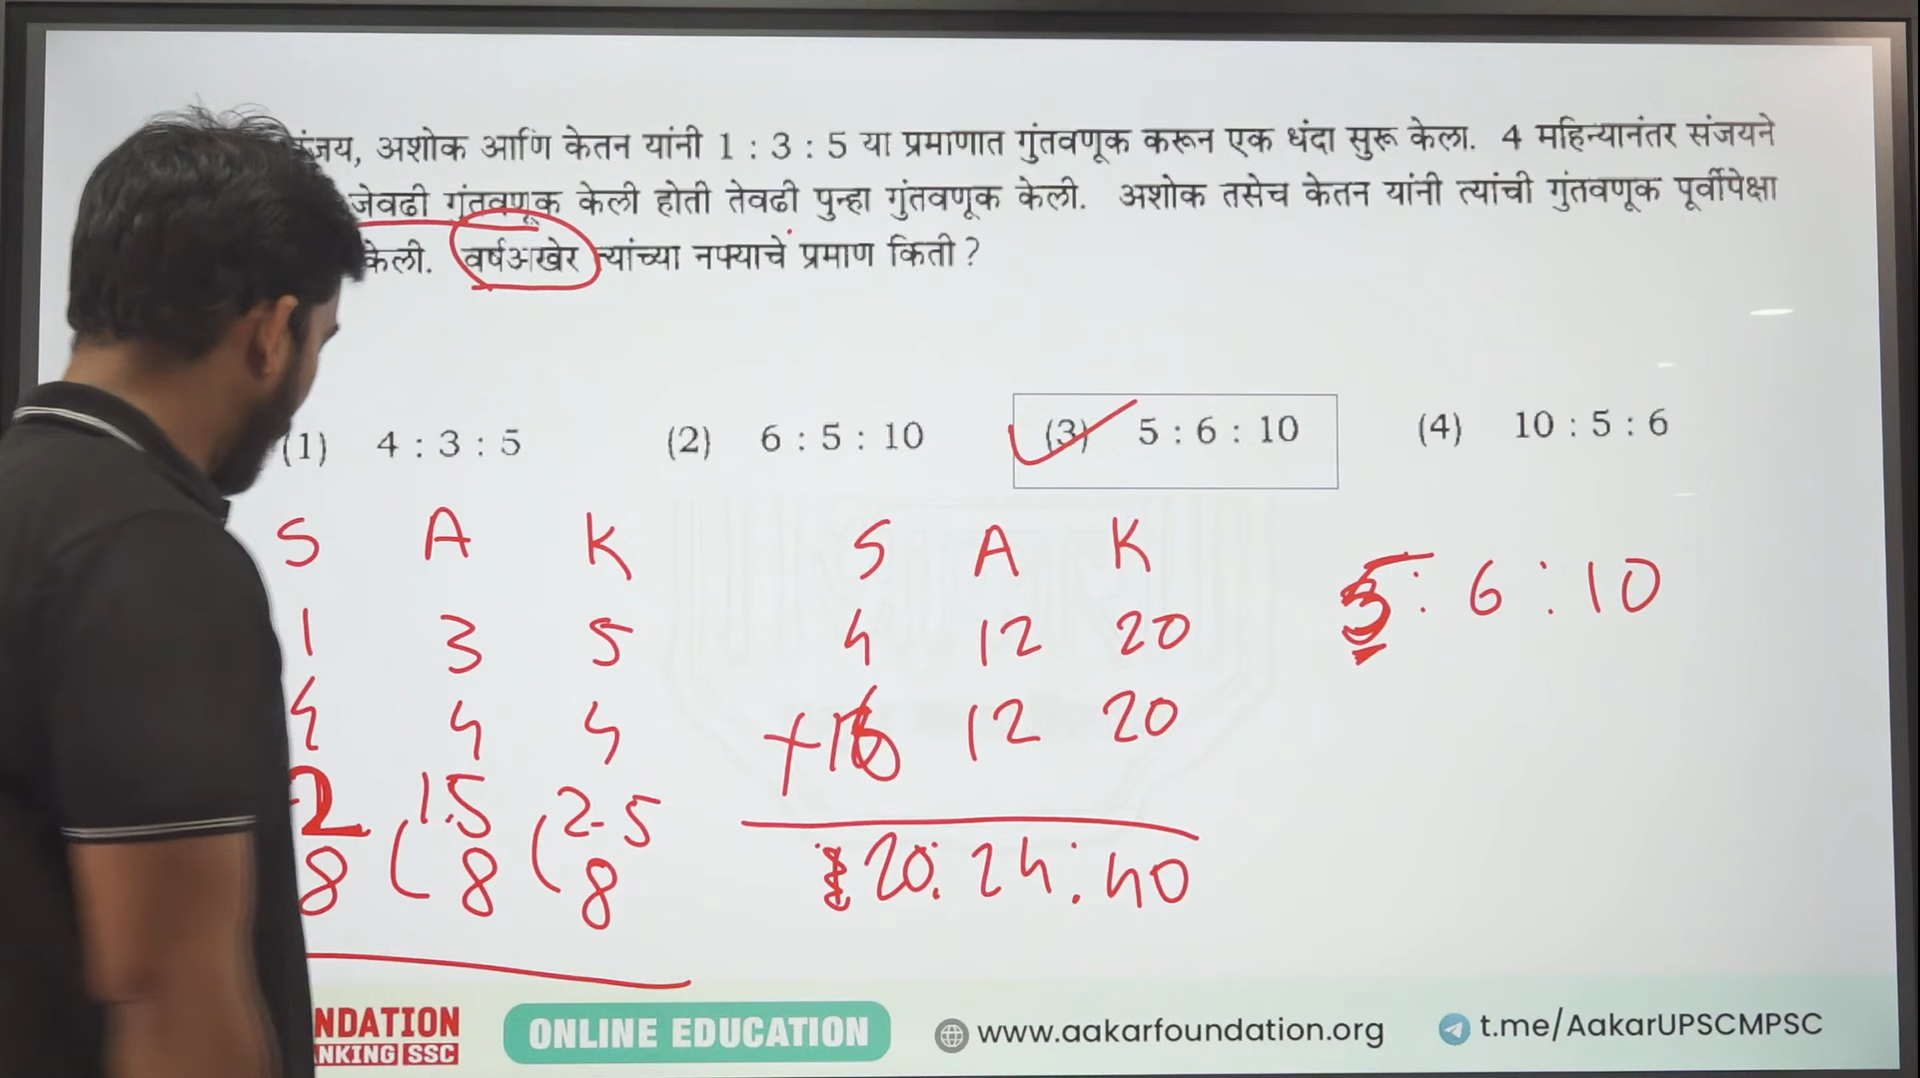 अशोक आणि केतन यांनी 1 : 3 : 5 या प्रमाणात गुंतवणूक करून एक धंदा सुरू केला. 4 महिन्यानंतर संजयने
जेवढी गुंतवणूक केली होती तेवढी पुन्हा गुंतवणूक केली. अशोक तसेच केतन यांनी त्यांची गुंतवणूक पूर्वीपेक्षा
केली. वर्षअखेर त्यांच्या नफ्याचे प्रमाण किती ?
(1) 4 : 3 : 5 (2) 6 : 5 : 10 (3) 5 : 6 : 10 (4) 10 : 5 : 6
S A K S A K
1 3 5 4 12 20 5 : 6 : 10
4 4 4 + 16 12 20
2 1.5 2.5
8 8 8 20 : 24 : 40
NDATION
NKING SSC
ONLINE EDUCATION
www.aakarfoundation.org
t.me/AakarUPSCMPSC